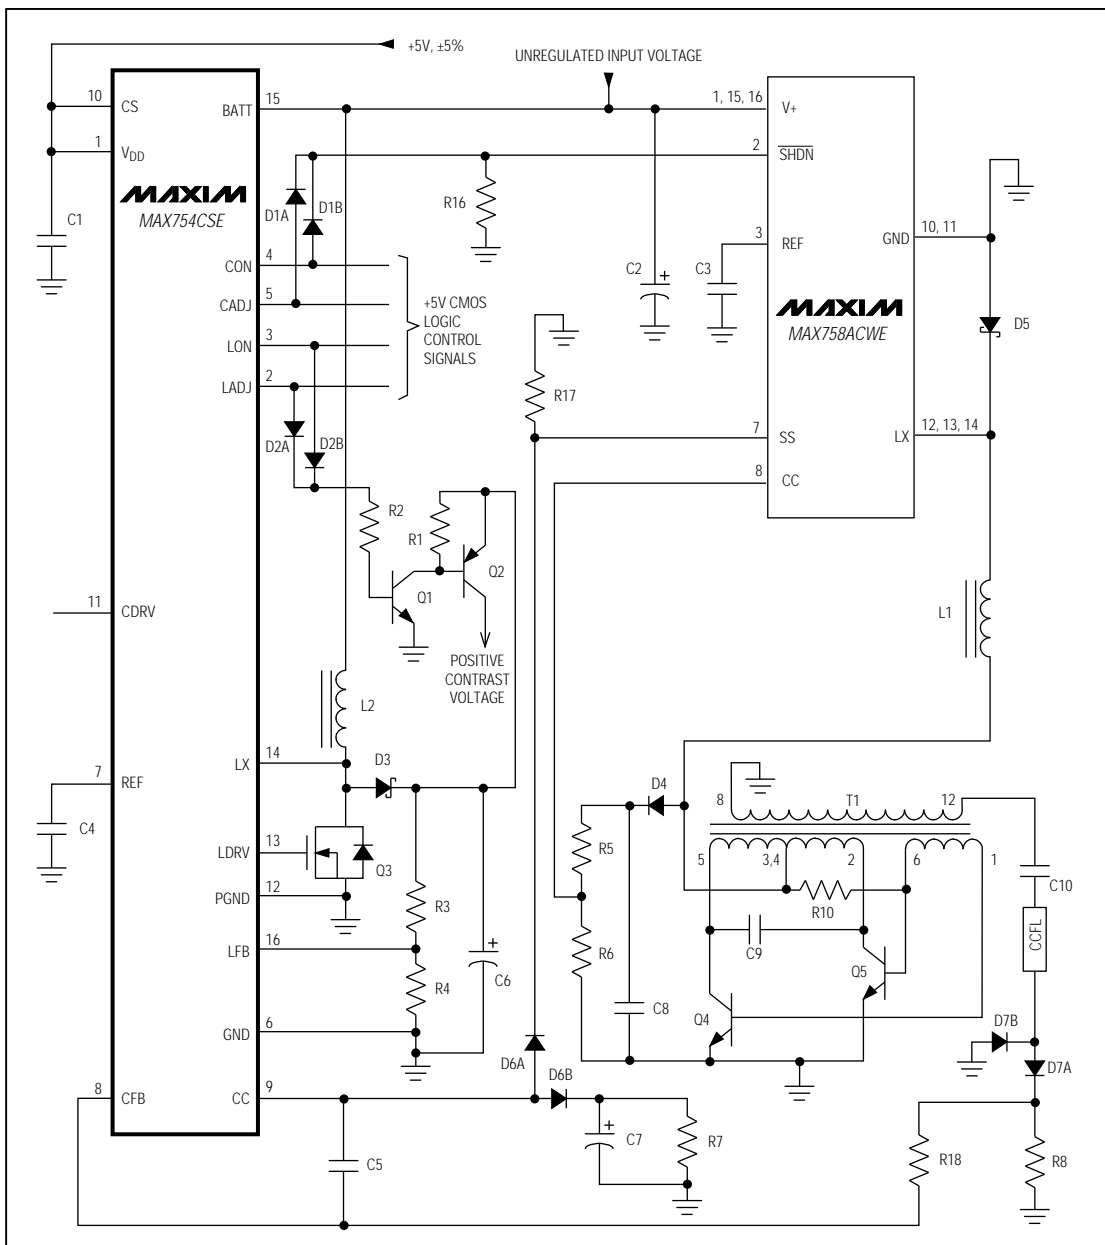 +5V, ±5%
UNREGULATED INPUT VOLTAGE
10
CS
BATT
15
1, 15, 16
V+
1
VDD
2
SHDN
MAXIM
MAX754CSE
C1
D1A
D1B
R16
3
REF
GND
10, 11
CON
4
C2
+
C3
CADJ
5
+5V CMOS
LOGIC
CONTROL
SIGNALS
MAXIM
MAX758ACWE
D5
LON
3
LADJ
2
R17
D2A
D2B
7
SS
LX
12, 13, 14
8
CC
R2
R1
Q2
Q1
11
CDRV
L1
POSITIVE
CONTRAST
VOLTAGE
L2
LX
14
D3
7
REF
D4
8
T1
12
C4
LDRV
13
Q3
R5
5
3,4
2
6
1
PGND
12
R3
R10
C10
LFB
16
+
C6
R6
C9
Q5
CCFL
R4
C8
Q4
GND
6
D7B
D6A
D6B
D7A
8
CFB
CC
9
+
C7
R7
C5
R18
R8